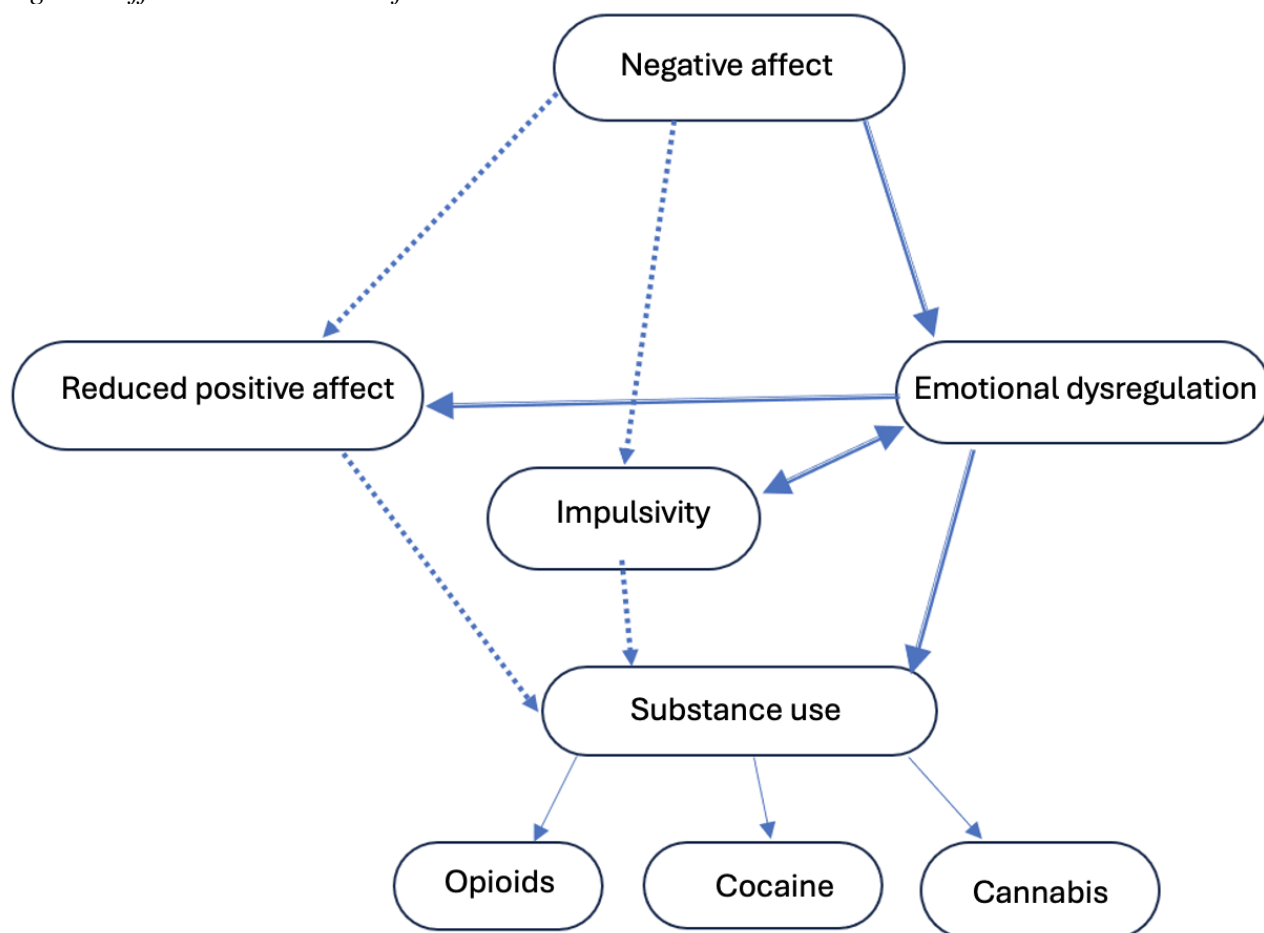 Negative affect
Reduced positive affect
Emotional dysregulation
Impulsivity
Substance use
Opioids
Cocaine
Cannabis